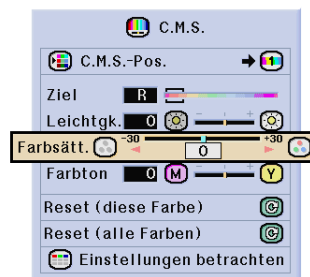 C.M.S.
C.M.S.-Pos. 1
Ziel R
Leichtgk. 0 - +
Farbsätt. -30 0 +30
Farbton 0 M - + Y
Reset (diese Farbe)
Reset (alle Farben)
Einstellungen betrachten